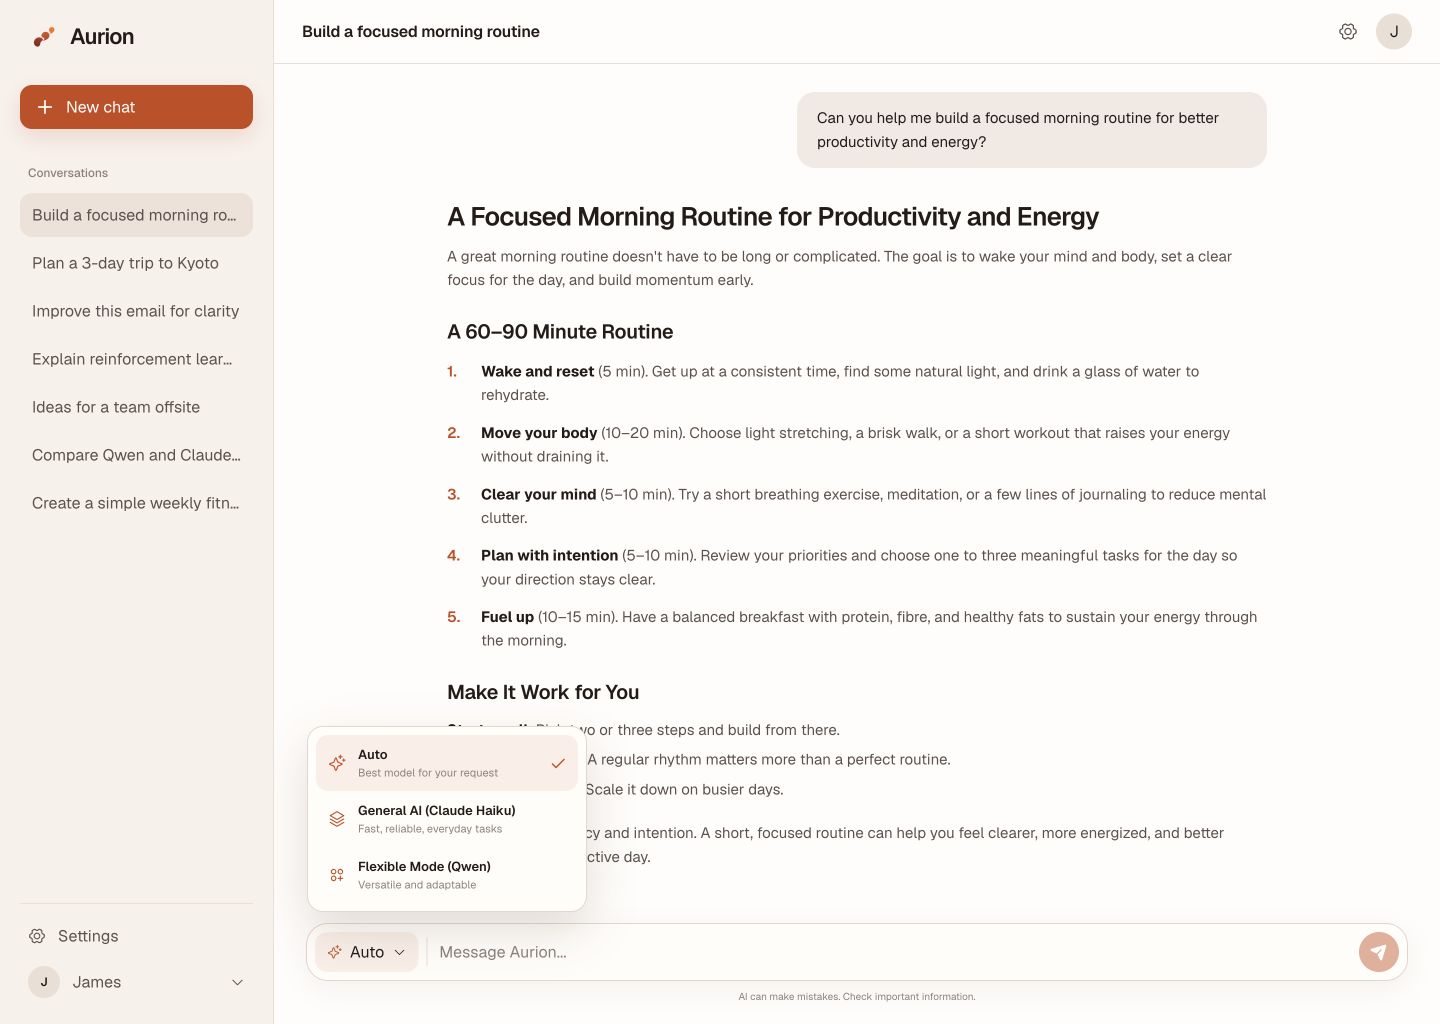 Aurion
New chat
Conversations
Build a focused morning ro...
Plan a 3-day trip to Kyoto
Improve this email for clarity
Explain reinforcement lear...
Ideas for a team offsite
Compare Qwen and Claude...
Create a simple weekly fitn...
Settings
J
James
Build a focused morning routine
J
Can you help me build a focused morning routine for better
productivity and energy?
A Focused Morning Routine for Productivity and Energy
A great morning routine doesn't have to be long or complicated. The goal is to wake your mind and body, set a clear
focus for the day, and build momentum early.
A 60–90 Minute Routine
1. Wake and reset (5 min). Get up at a consistent time, find some natural light, and drink a glass of water to
rehydrate.
2. Move your body (10–20 min). Choose light stretching, a brisk walk, or a short workout that raises your energy
without draining it.
3. Clear your mind (5–10 min). Try a short breathing exercise, meditation, or a few lines of journaling to reduce mental
clutter.
4. Plan with intention (5–10 min). Review your priorities and choose one to three meaningful tasks for the day so
your direction stays clear.
5. Fuel up (10–15 min). Have a balanced breakfast with protein, fibre, and healthy fats to sustain your energy through
the morning.
Make It Work for You
or three steps and build from there.
A regular rhythm matters more than a perfect routine.
Scale it down on busier days.
and intention. A short, focused routine can help you feel clearer, more energized, and better
day.
Auto
Best model for your request
General AI (Claude Haiku)
Fast, reliable, everyday tasks
Flexible Mode (Qwen)
Versatile and adaptable
Auto
Message Aurion...
AI can make mistakes. Check important information.